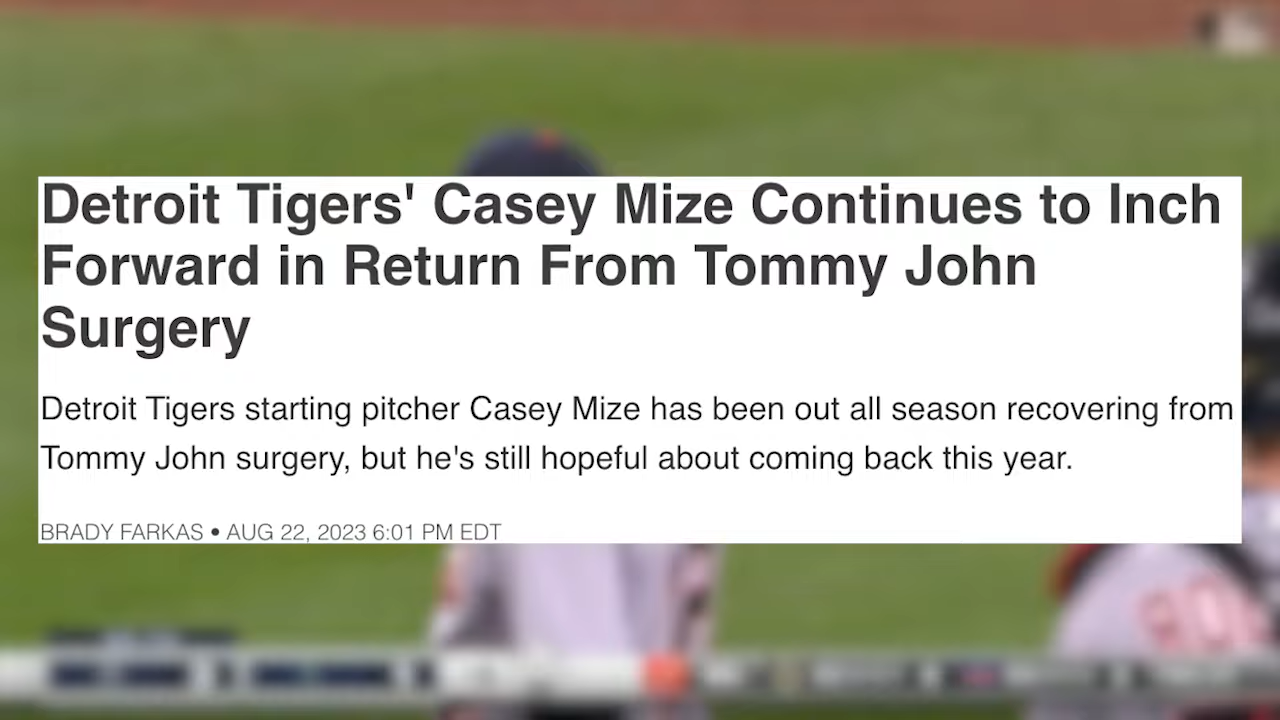 Detroit Tigers' Casey Mize Continues to Inch
Forward in Return From Tommy John
Surgery
Detroit Tigers starting pitcher Casey Mize has been out all season recovering from
Tommy John surgery, but he's still hopeful about coming back this year.
BRADY FARKAS • AUG 22, 2023 6:01 PM EDT